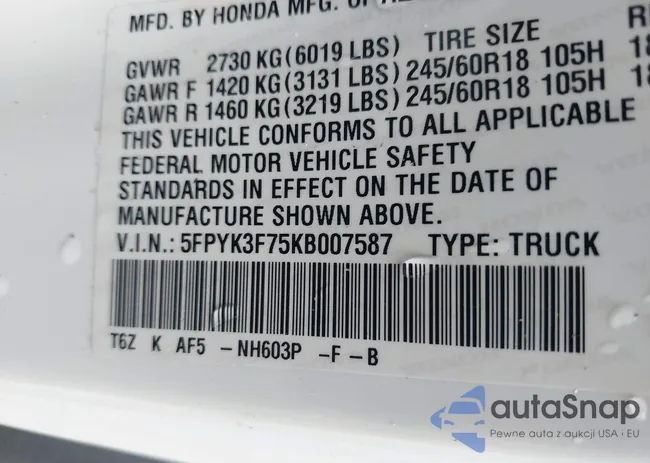 MFD. BY HONDA MFG. OF
GVWR 2730 KG(6019 LBS) TIRE SIZE
GAWR F 1420 KG(3131 LBS) 245/60R18 105H
GAWR R 1460 KG(3219 LBS) 245/60R18 105H
THIS VEHICLE CONFORMS TO ALL APPLICABLE
FEDERAL MOTOR VEHICLE SAFETY
STANDARDS IN EFFECT ON THE DATE OF
MANUFACTURE SHOWN ABOVE.
V.I.N.: 5FPYK3F75KB007587 TYPE: TRUCK
T6Z K AF5 -NH603P -F-B
autaSnap
Pewne auta z aukcji USA i EU